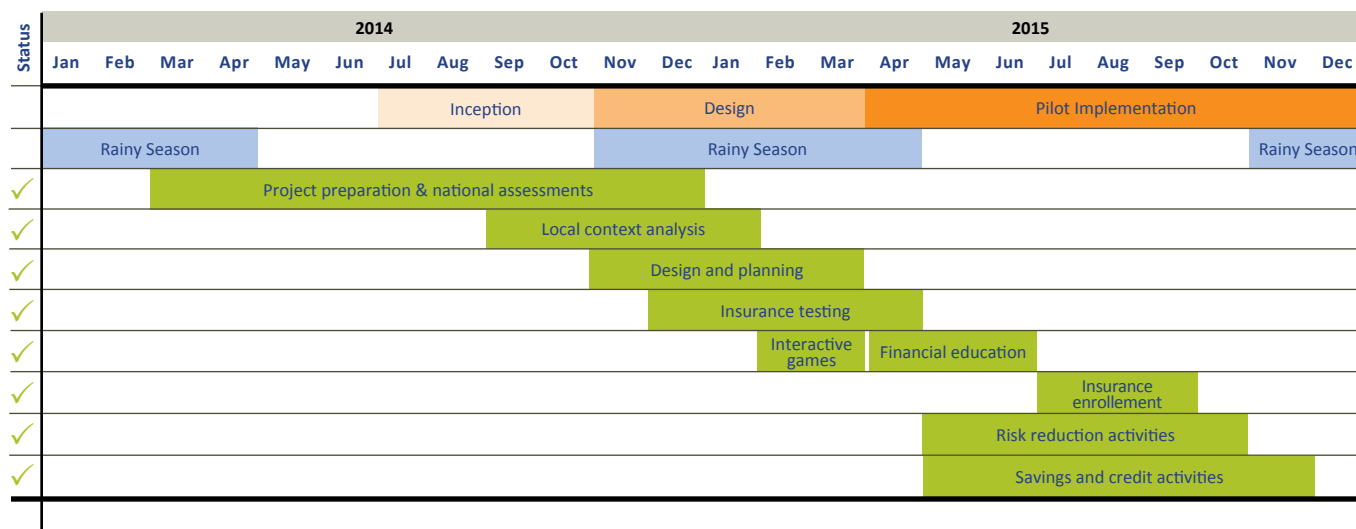 Status
2014 2015
Jan Feb Mar Apr May Jun Jul Aug Sep Oct Nov Dec Jan Feb Mar Apr May Jun Jul Aug Sep Oct Nov Dec
Inception Design Pilot Implementation
Rainy Season Rainy Season Rainy Season
Project preparation & national assessments
Local context analysis
Design and planning
Insurance testing
Interactive
games
Financial education
Insurance
enrollement
Risk reduction activities
Savings and credit activities